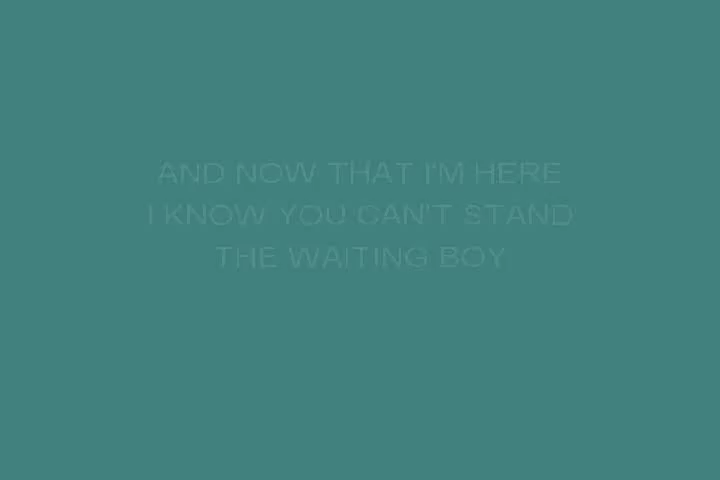 AND NOW THAT I'M HERE
I KNOW YOU CAN'T STAND
THE WAITING BOY